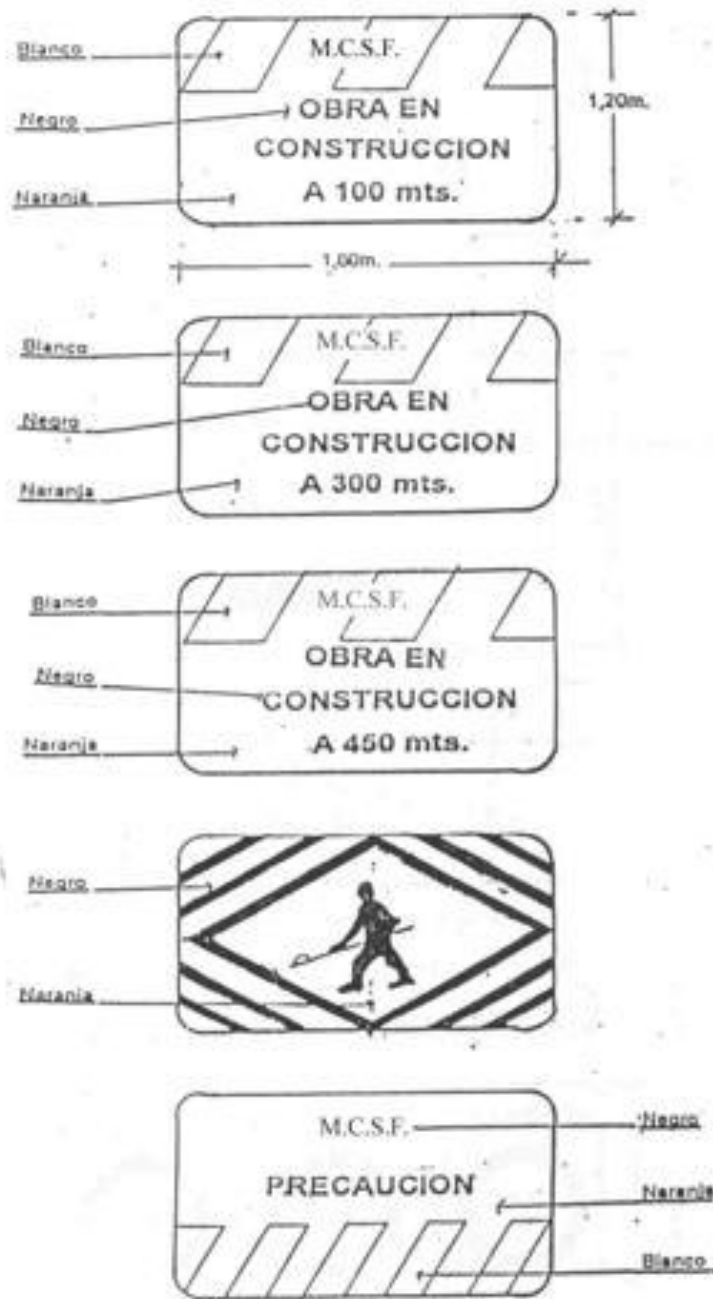 Blanco
M.C.S.F.
Negro
OBRA EN
CONSTRUCCION
Naranja
A 100 mts.
1,20m.
1,00m.
Blanco
M.C.S.F.
Negro
OBRA EN
CONSTRUCCION
Naranja
A 300 mts.
Blanco
M.C.S.F.
OBRA EN
Negro
CONSTRUCCION
Naranja
A 450 mts.
Negro
Naranja
M.C.S.F.
Negro
PRECAUCION
Naranja
Blanco